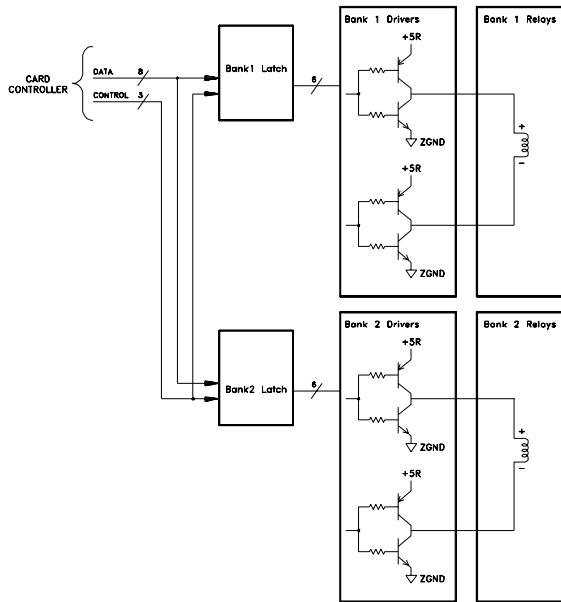 Bank 1 Drivers
Bank 1 Relays
+5R
CARD
CONTROLLER
DATA
8
CONTROL
3
Bank1 Latch
6
ZGND
+
-
+5R
ZGND
Bank 2 Drivers
Bank 2 Relays
+5R
Bank2 Latch
6
ZGND
+
-
+5R
ZGND